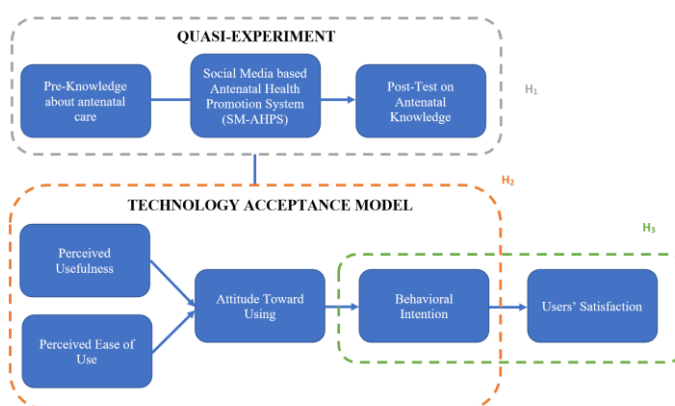 QUASI-EXPERIMENT
Pre-Knowledge
about antenatal
care
Social Media based
Antenatal Health
Promotion System
(SM-AHPS)
Post-Test on
Antenatal
Knowledge
H₁
H₂
TECHNOLOGY ACCEPTANCE MODEL
H₃
Perceived
Usefulness
Attitude Toward
Using
Behavioral
Intention
Users’ Satisfaction
Perceived Ease of
Use